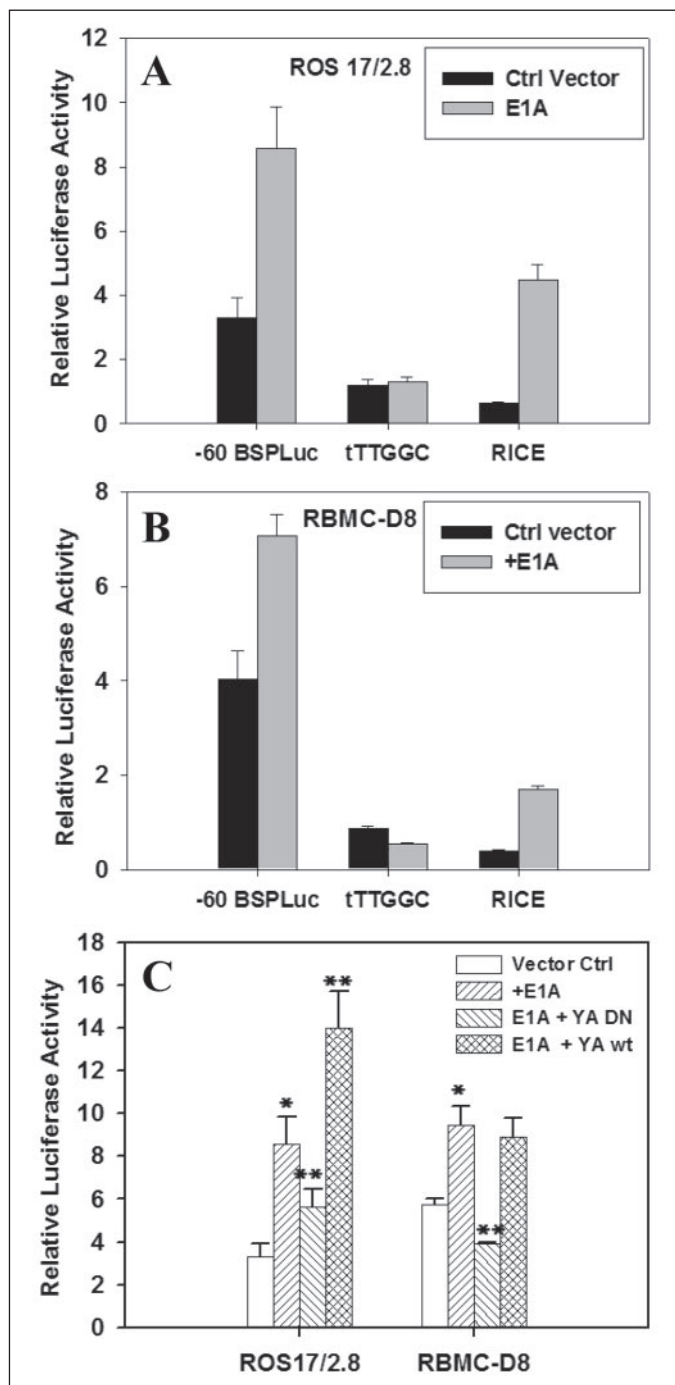 A
ROS 17/2.8
Ctrl Vector
E1A
Relative Luciferase Activity
12
10
8
6
4
2
0
-60 BSPLuc tTTGGC RICE
B
RBMC-D8
Ctrl vector
+E1A
Relative Luciferase Activity
8
6
4
2
0
-60 BSPLuc tTTGGC RICE
C
Vector Ctrl
+E1A
E1A + YA DN
E1A + YA wt
Relative Luciferase Activity
18
16
14
12
10
8
6
4
2
0
*
**
**
*
**
ROS17/2.8 RBMC-D8